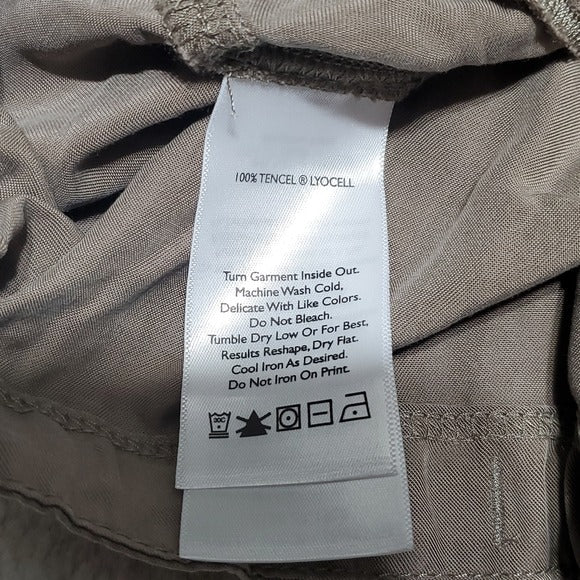 100% TENCEL ® LYOCELL
Turn Garment Inside Out.
Machine Wash Cold,
Delicate With Like Colors.
Do Not Bleach.
Tumble Dry Low Or For Best,
Results Reshape, Dry Flat.
Cool Iron As Desired.
Do Not Iron On Print.
30C